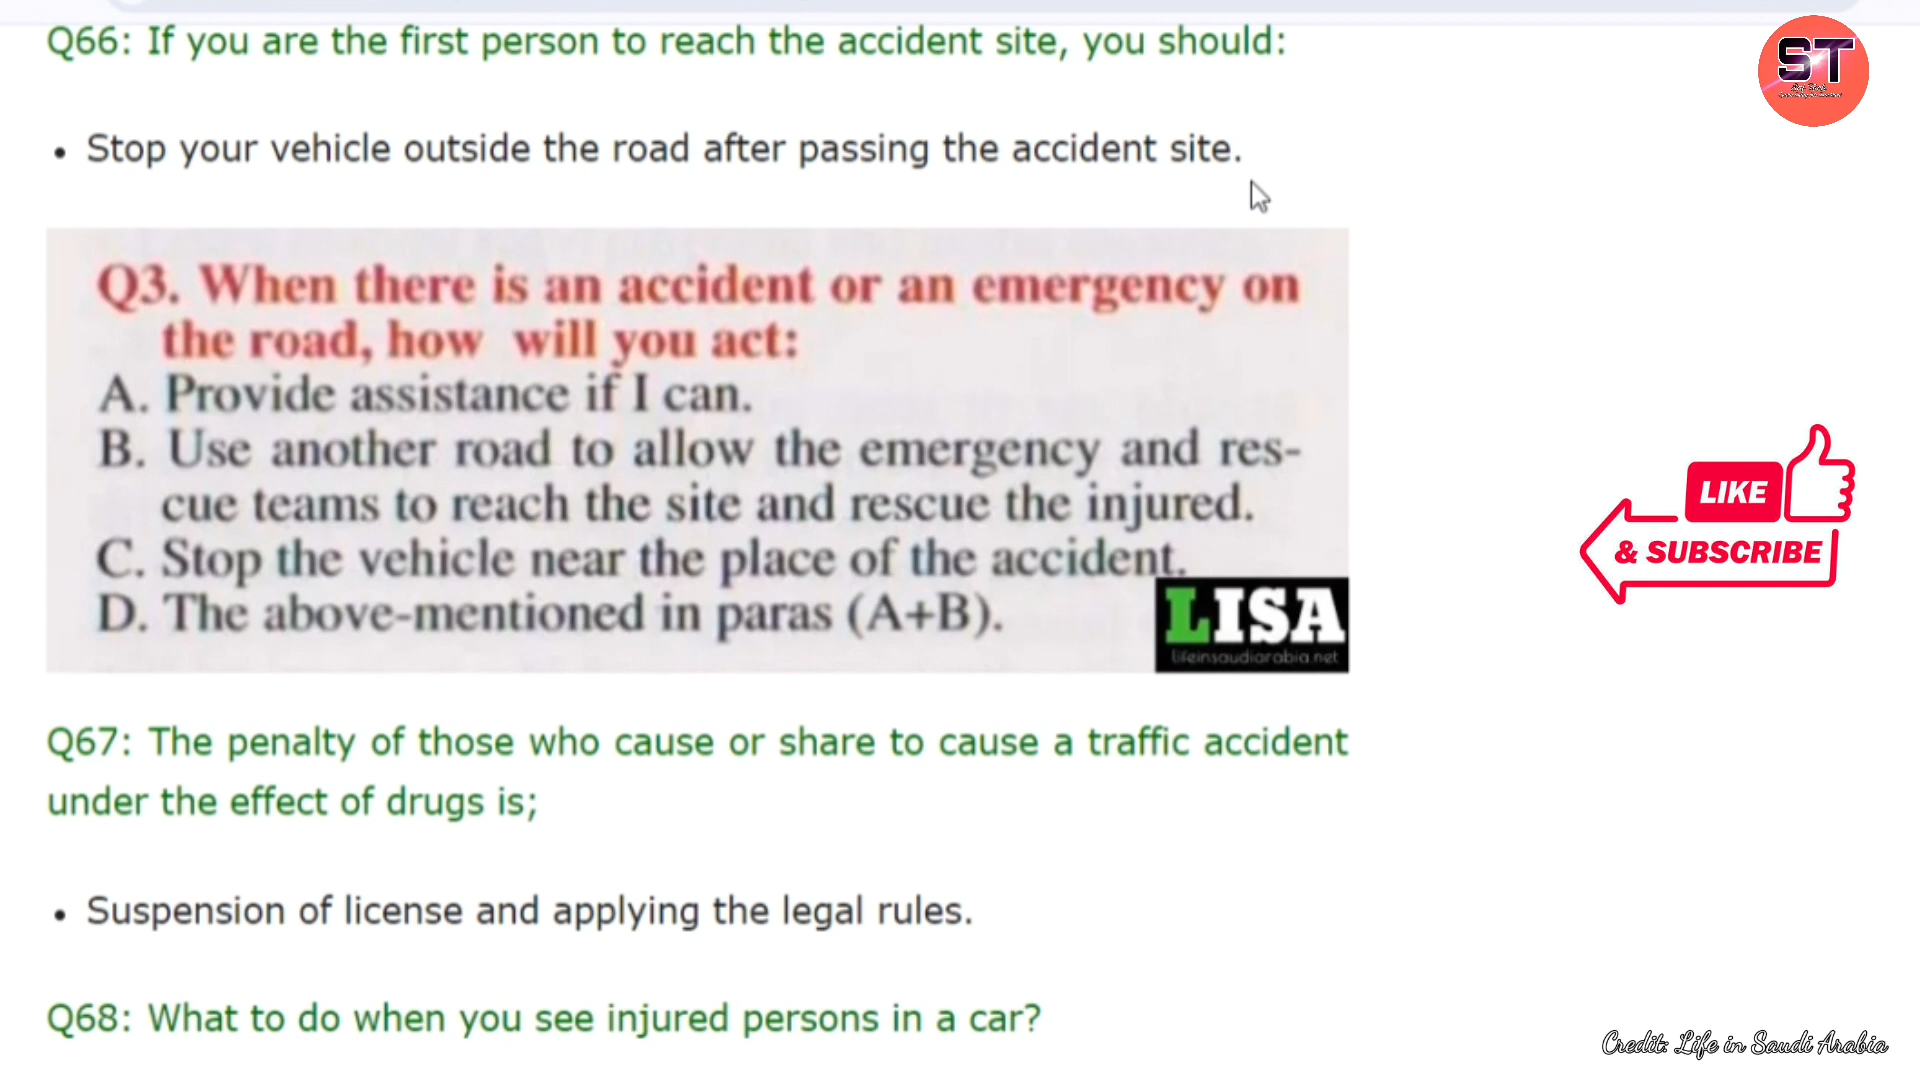 Q66: If you are the first person to reach the accident site, you should:
ST
• Stop your vehicle outside the road after passing the accident site.
Q3. When there is an accident or an emergency on
the road, how will you act:
A. Provide assistance if I can.
B. Use another road to allow the emergency and res-
cue teams to reach the site and rescue the injured.
C. Stop the vehicle near the place of the accident.
D. The above-mentioned in paras (A+B).
LISA
lifeinsaudiarabia.net
LIKE
& SUBSCRIBE
Q67: The penalty of those who cause or share to cause a traffic accident
under the effect of drugs is;
• Suspension of license and applying the legal rules.
Q68: What to do when you see injured persons in a car?
Credit: Life in Saudi Arabia